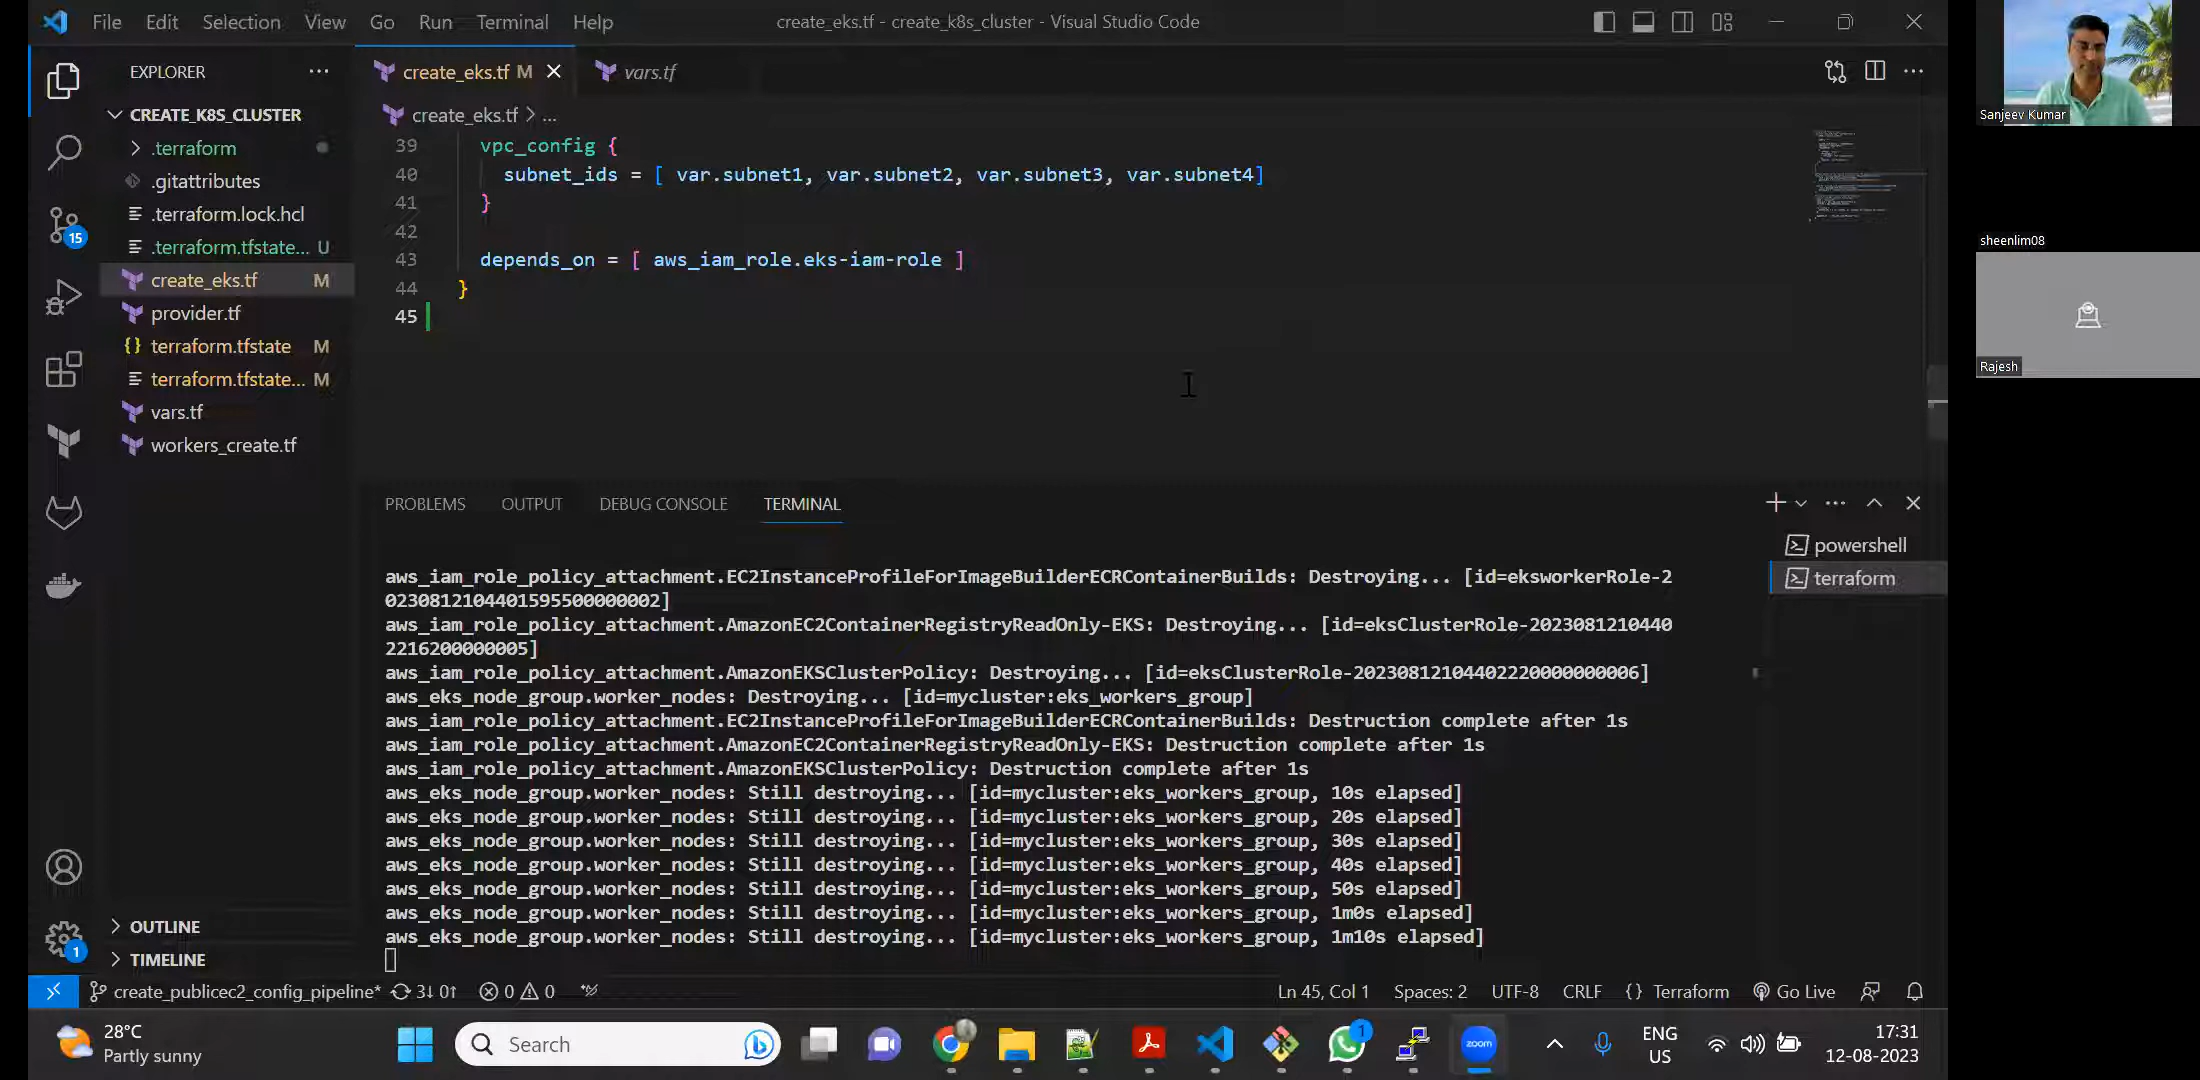 File Edit Selection View Go Run Terminal Help
create_eks.tf - create_k8s_cluster - Visual Studio Code
EXPLORER
CREATE_K8S_CLUSTER
.terraform
.gitattributes
.terraform.lock.hcl
.terraform.tfstate... U
create_eks.tf M
provider.tf
{} terraform.tfstate M
terraform.tfstate... M
vars.tf
workers_create.tf
OUTLINE
TIMELINE
15
1
create_eks.tf M
vars.tf
create_eks.tf > ...
39 vpc_config {
40 subnet_ids = [ var.subnet1, var.subnet2, var.subnet3, var.subnet4]
41 }
42
43 depends_on = [ aws_iam_role.eks-iam-role ]
44 }
45
PROBLEMS OUTPUT DEBUG CONSOLE TERMINAL
powershell
terraform
aws_iam_role_policy_attachment.EC2InstanceProfileForImageBuilderECRContainerBuilds: Destroying... [id=eksworkerRole-2
0230812104401595500000002]
aws_iam_role_policy_attachment.AmazonEC2ContainerRegistryReadOnly-EKS: Destroying... [id=eksClusterRole-2023081210440
2216200000005]
aws_iam_role_policy_attachment.AmazonEKSClusterPolicy: Destroying... [id=eksClusterRole-20230812104402220000000006]
aws_eks_node_group.worker_nodes: Destroying... [id=mycluster:eks_workers_group]
aws_iam_role_policy_attachment.EC2InstanceProfileForImageBuilderECRContainerBuilds: Destruction complete after 1s
aws_iam_role_policy_attachment.AmazonEC2ContainerRegistryReadOnly-EKS: Destruction complete after 1s
aws_iam_role_policy_attachment.AmazonEKSClusterPolicy: Destruction complete after 1s
aws_eks_node_group.worker_nodes: Still destroying... [id=mycluster:eks_workers_group, 10s elapsed]
aws_eks_node_group.worker_nodes: Still destroying... [id=mycluster:eks_workers_group, 20s elapsed]
aws_eks_node_group.worker_nodes: Still destroying... [id=mycluster:eks_workers_group, 30s elapsed]
aws_eks_node_group.worker_nodes: Still destroying... [id=mycluster:eks_workers_group, 40s elapsed]
aws_eks_node_group.worker_nodes: Still destroying... [id=mycluster:eks_workers_group, 50s elapsed]
aws_eks_node_group.worker_nodes: Still destroying... [id=mycluster:eks_workers_group, 1m0s elapsed]
aws_eks_node_group.worker_nodes: Still destroying... [id=mycluster:eks_workers_group, 1m10s elapsed]
create_publicec2_config_pipeline* 3↓ 0↑ 0 0 Ln 45, Col 1 Spaces: 2 UTF-8 CRLF {} Terraform Go Live
28°C
Partly sunny
Search
1
zoom
ENG
US
17:31
12-08-2023
Sanjeev Kumar
sheenlim08
Rajesh